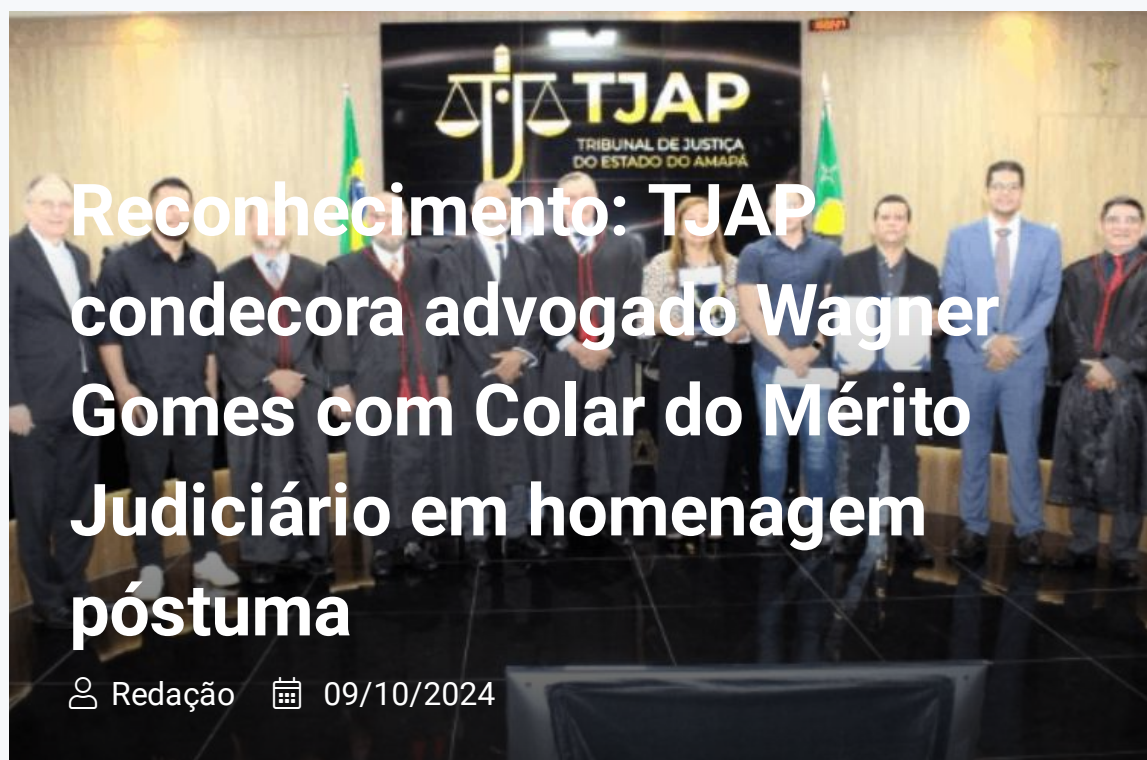 TJAP
TRIBUNAL DE JUSTIÇA
DO ESTADO DO AMAPÁ
Reconhecimento: TJAP
condecora advogado Wagner
Gomes com Colar do Mérito
Judiciário em homenagem
póstuma
Redação 09/10/2024